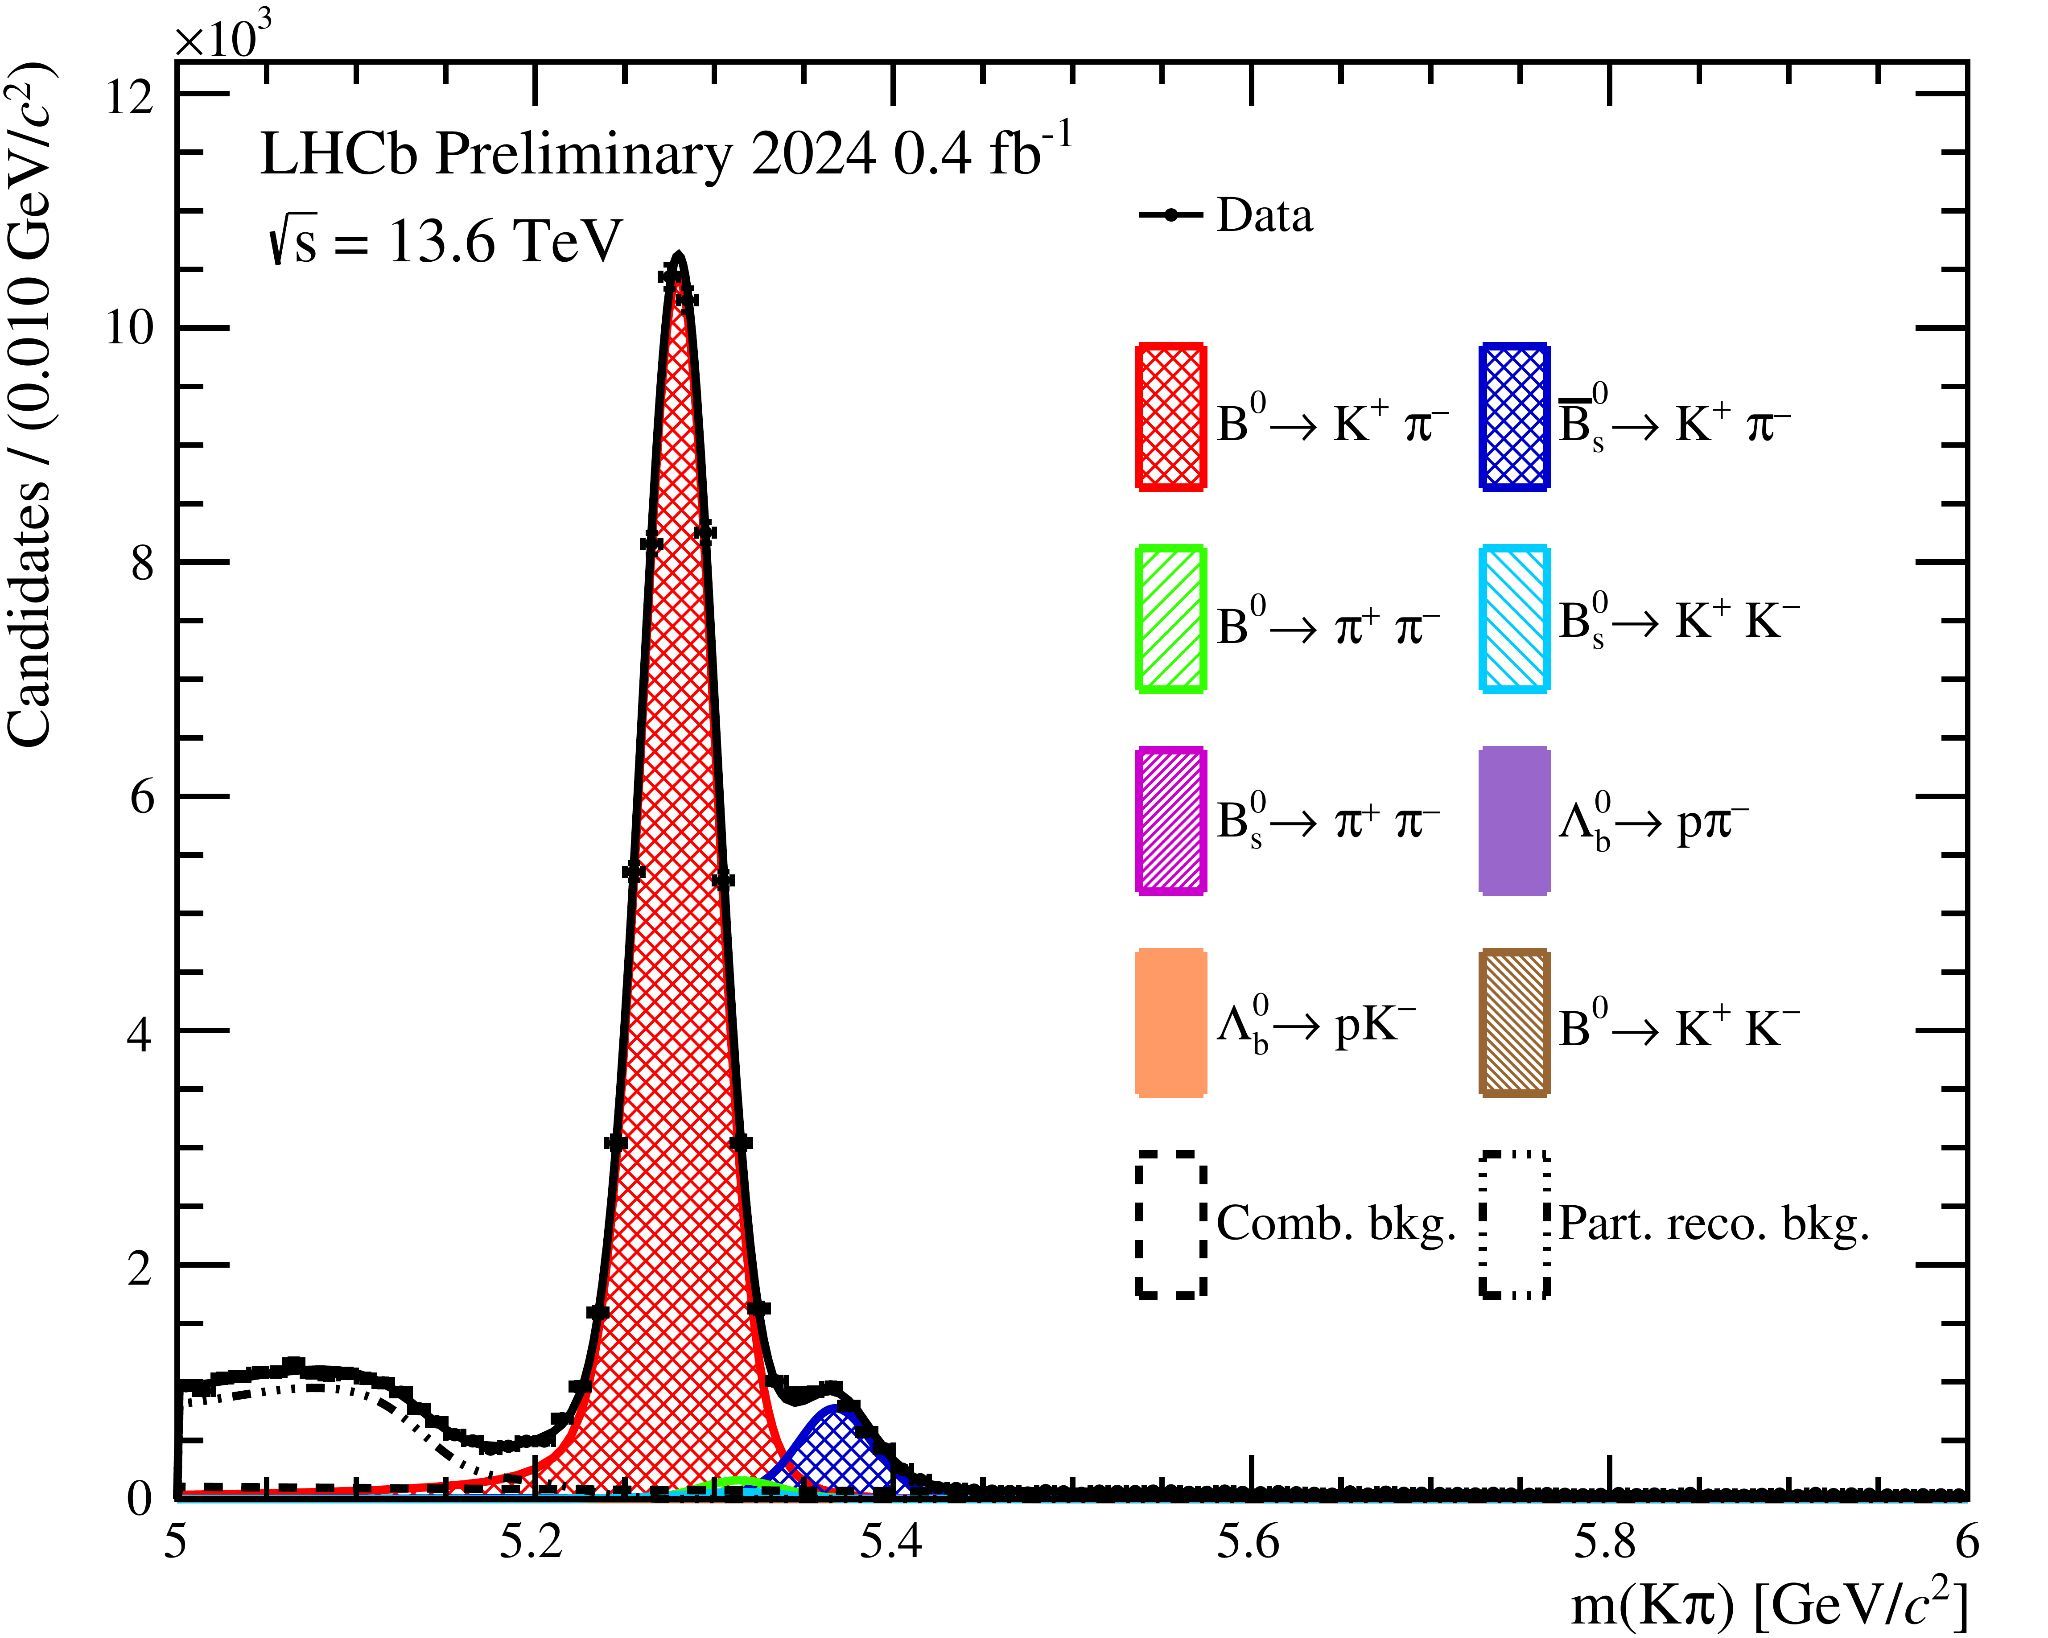 ×10³
Candidates / (0.010 GeV/c²)
12
10
8
6
4
2
0
LHCb Preliminary 2024 0.4 fb⁻¹
√s = 13.6 TeV
Data
B⁰→ K⁺ π⁻
B̅⁰ₛ→ K⁺ π⁻
B⁰→ π⁺ π⁻
B⁰ₛ→ K⁺ K⁻
B⁰ₛ→ π⁺ π⁻
Λ⁰_b→ pπ⁻
Λ⁰_b→ pK⁻
B⁰→ K⁺ K⁻
Comb. bkg.
Part. reco. bkg.
5
5.2
5.4
5.6
5.8
6
m(Kπ) [GeV/c²]